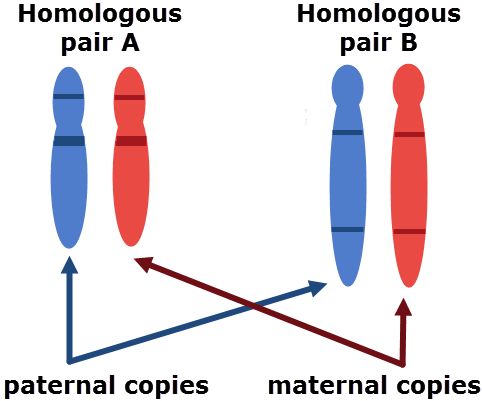 Homologous
pair A
Homologous
pair B
paternal copies
maternal copies